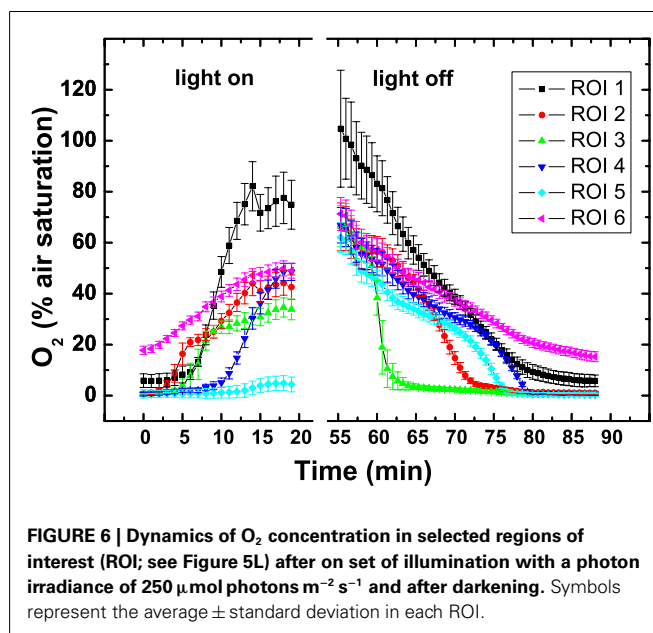 light on
light off
ROI 1
ROI 2
ROI 3
ROI 4
ROI 5
ROI 6
O₂ (% air saturation)
120
100
80
60
40
20
0
0 5 10 15 20 55 60 65 70 75 80 85 90
Time (min)
FIGURE 6 | Dynamics of O₂ concentration in selected regions of
interest (ROI; see Figure 5L) after on set of illumination with a photon
irradiance of 250 μmol photons m⁻² s⁻¹ and after darkening. Symbols
represent the average ± standard deviation in each ROI.